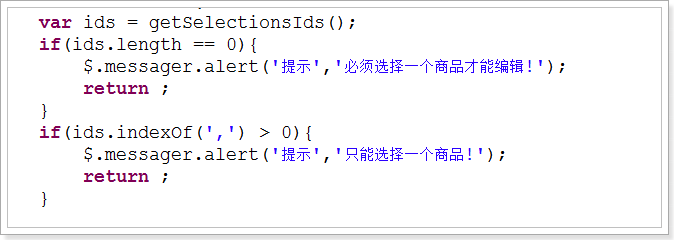 var ids = getSelectionsIds();
if(ids.length == 0){
$.messager.alert('提示','必须选择一个商品才能编辑!');
return ;
}
if(ids.indexOf(',') > 0){
$.messager.alert('提示','只能选择一个商品!');
return ;
}